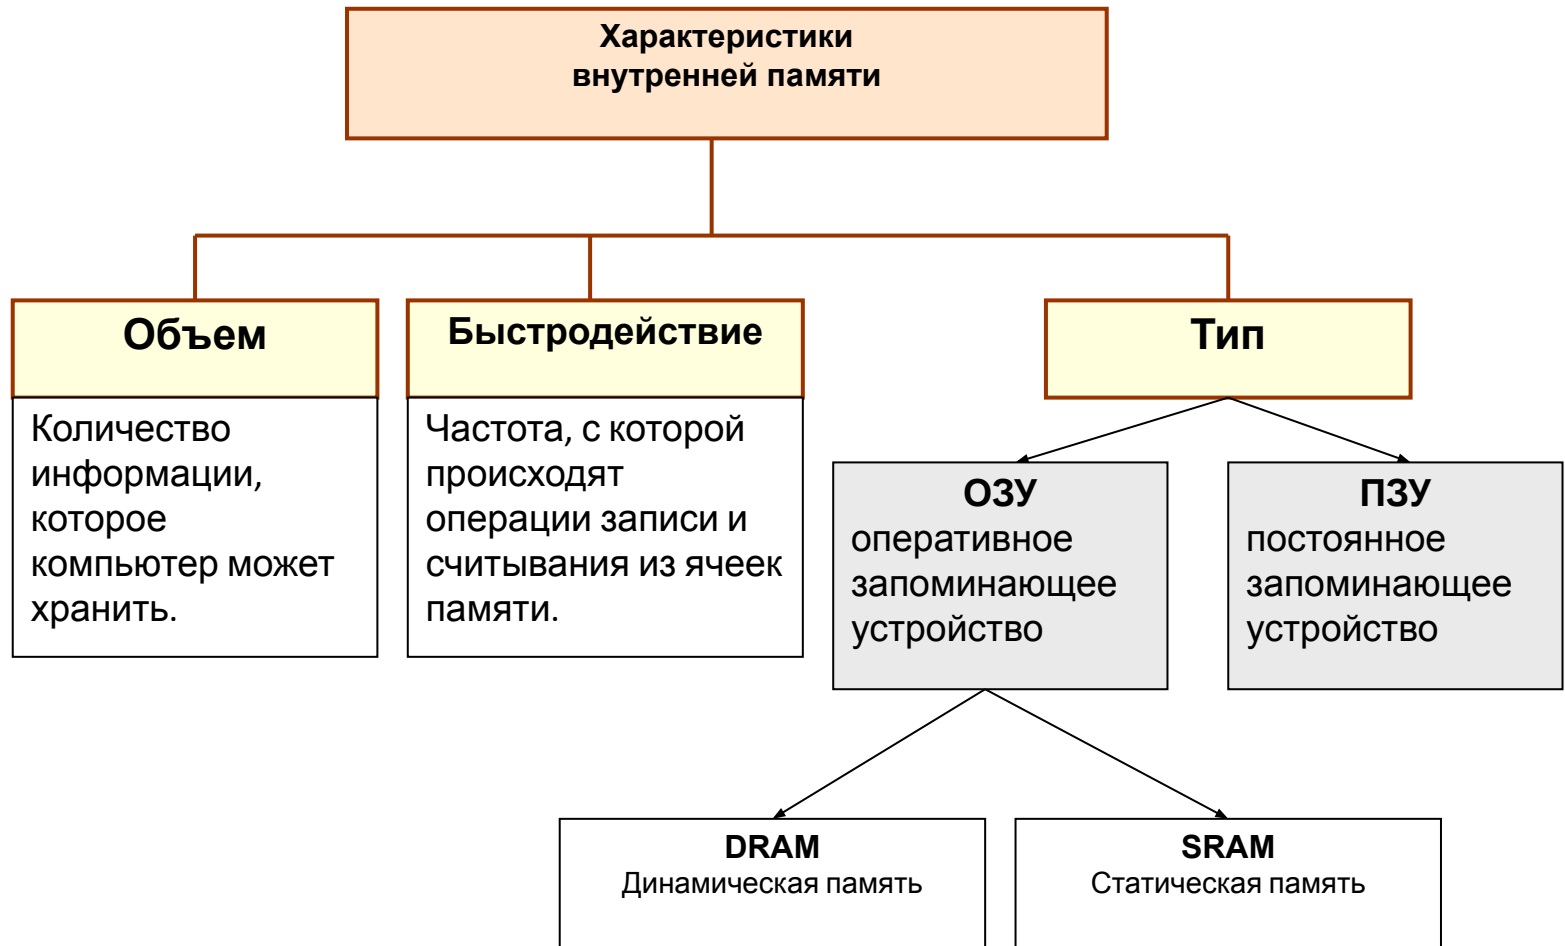 Характеристики
внутренней памяти
Объем
Количество
информации,
которое
компьютер может
хранить.
Быстродействие
Частота, с которой
происходят
операции записи и
считывания из ячеек
памяти.
Тип
ОЗУ
оперативное
запоминающее
устройство
ПЗУ
постоянное
запоминающее
устройство
DRAM
Динамическая память
SRAM
Статическая память